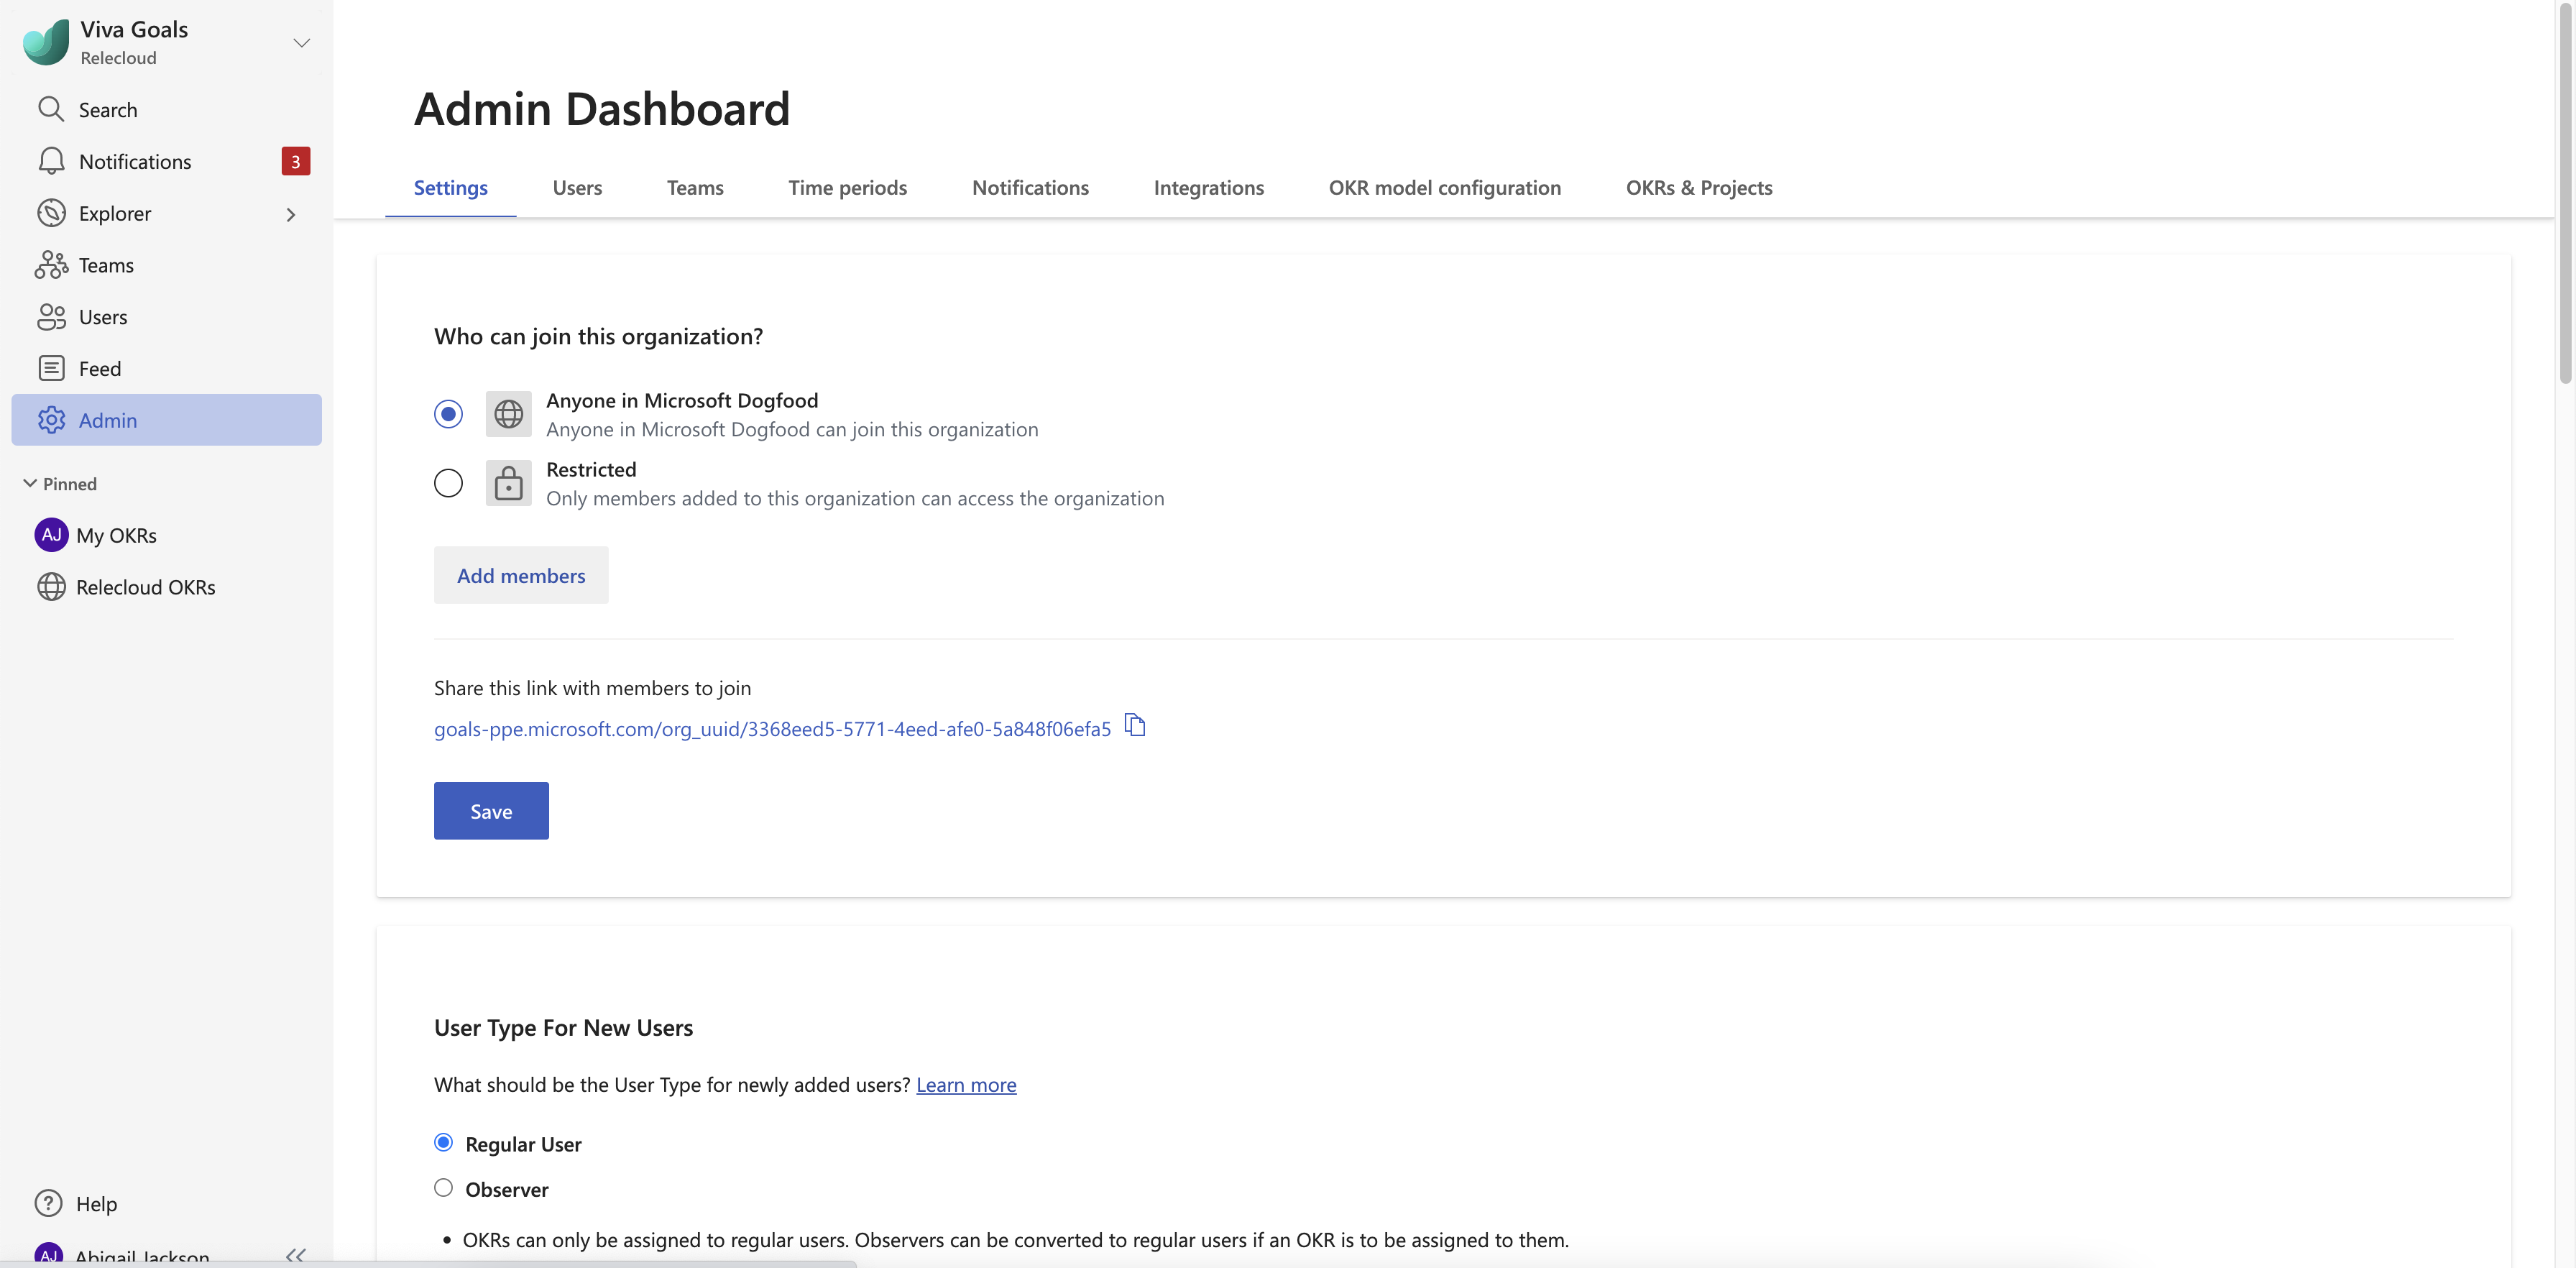 Viva Goals
Relecloud
Search
Notifications
3
Explorer
Teams
Users
Feed
Admin
Pinned
AJ My OKRs
Relecloud OKRs
Help
AJ Abigail Jackson
Admin Dashboard
Settings Users Teams Time periods Notifications Integrations OKR model configuration OKRs & Projects
Who can join this organization?
Anyone in Microsoft Dogfood
Anyone in Microsoft Dogfood can join this organization
Restricted
Only members added to this organization can access the organization
Add members
Share this link with members to join
goals-ppe.microsoft.com/org_uuid/3368eed5-5771-4eed-afe0-5a848f06efa5
Save
User Type For New Users
What should be the User Type for newly added users? Learn more
Regular User
Observer
• OKRs can only be assigned to regular users. Observers can be converted to regular users if an OKR is to be assigned to them.